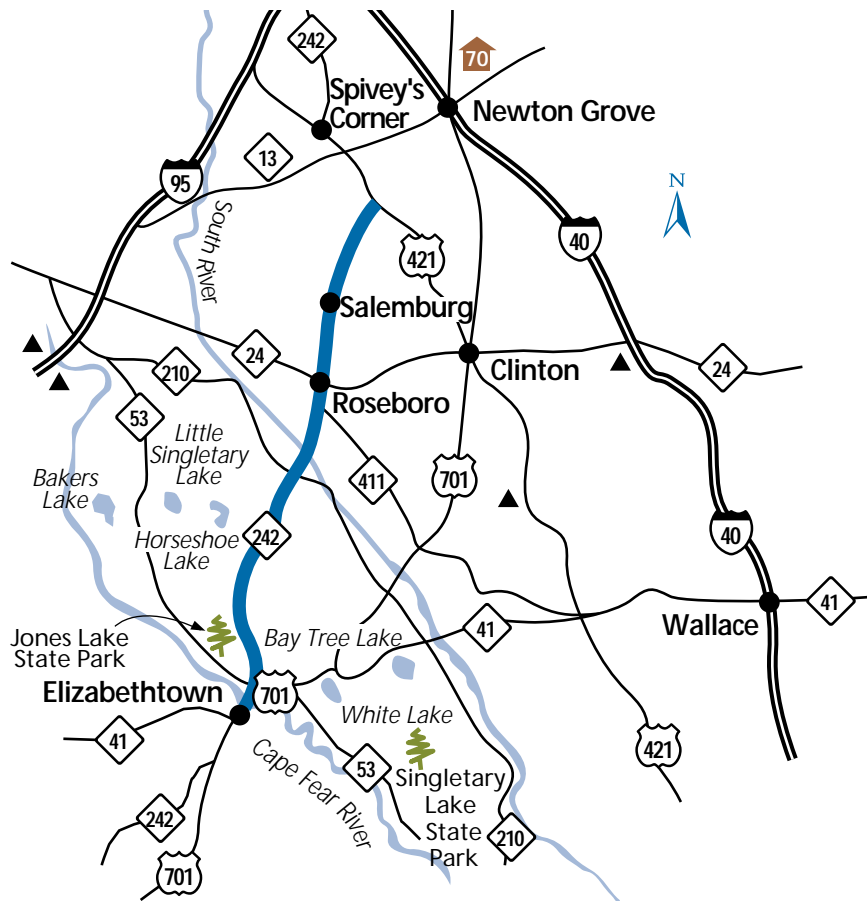 242
70
Spivey's
Corner
Newton Grove
13
95
N
South River
40
421
Salemburg
24
210
Clinton
24
Roseboro
53
Little
Singletary
Lake
Bakers
Lake
411
701
Horseshoe
Lake
242
40
Wallace
41
41
Jones Lake
State Park
Bay Tree Lake
Elizabethtown
701
White Lake
41
Cape Fear River
53
421
Singletary
Lake
State
Park
242
210
701